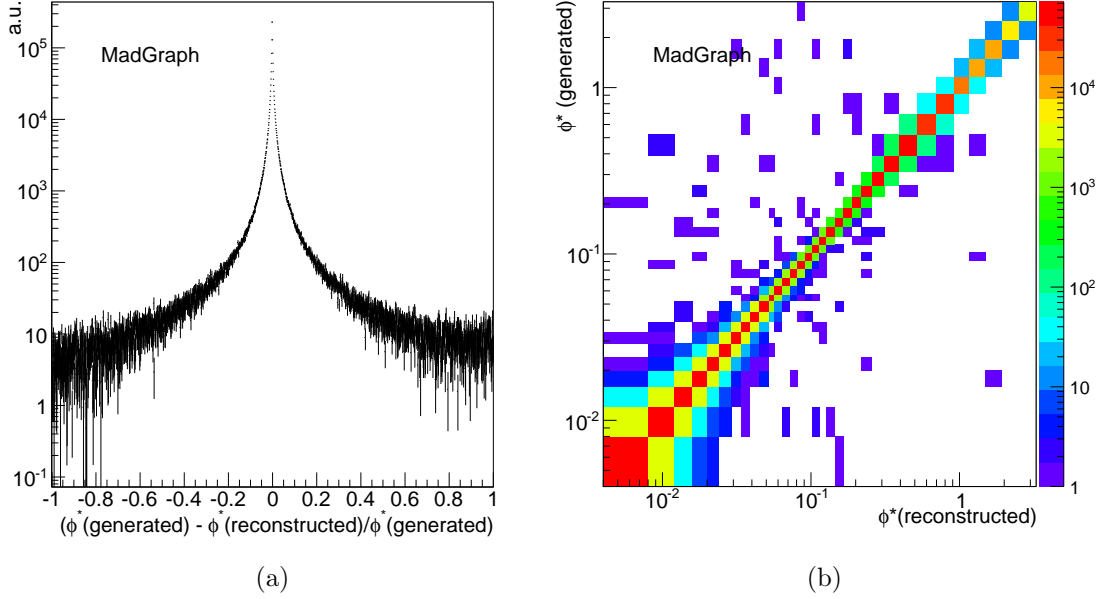 a.u.
10^5
10^4
10^3
10^2
10
1
10^-1
MadGraph
-1 -0.8 -0.6 -0.4 -0.2 0 0.2 0.4 0.6 0.8 1
(ϕ*(generated) - ϕ*(reconstructed)/ϕ*(generated)
(a)
ϕ* (generated)
1
10^-1
10^-2
MadGraph
10^-2 10^-1 1
ϕ*(reconstructed)
10^4
10^3
10^2
10
1
(b)